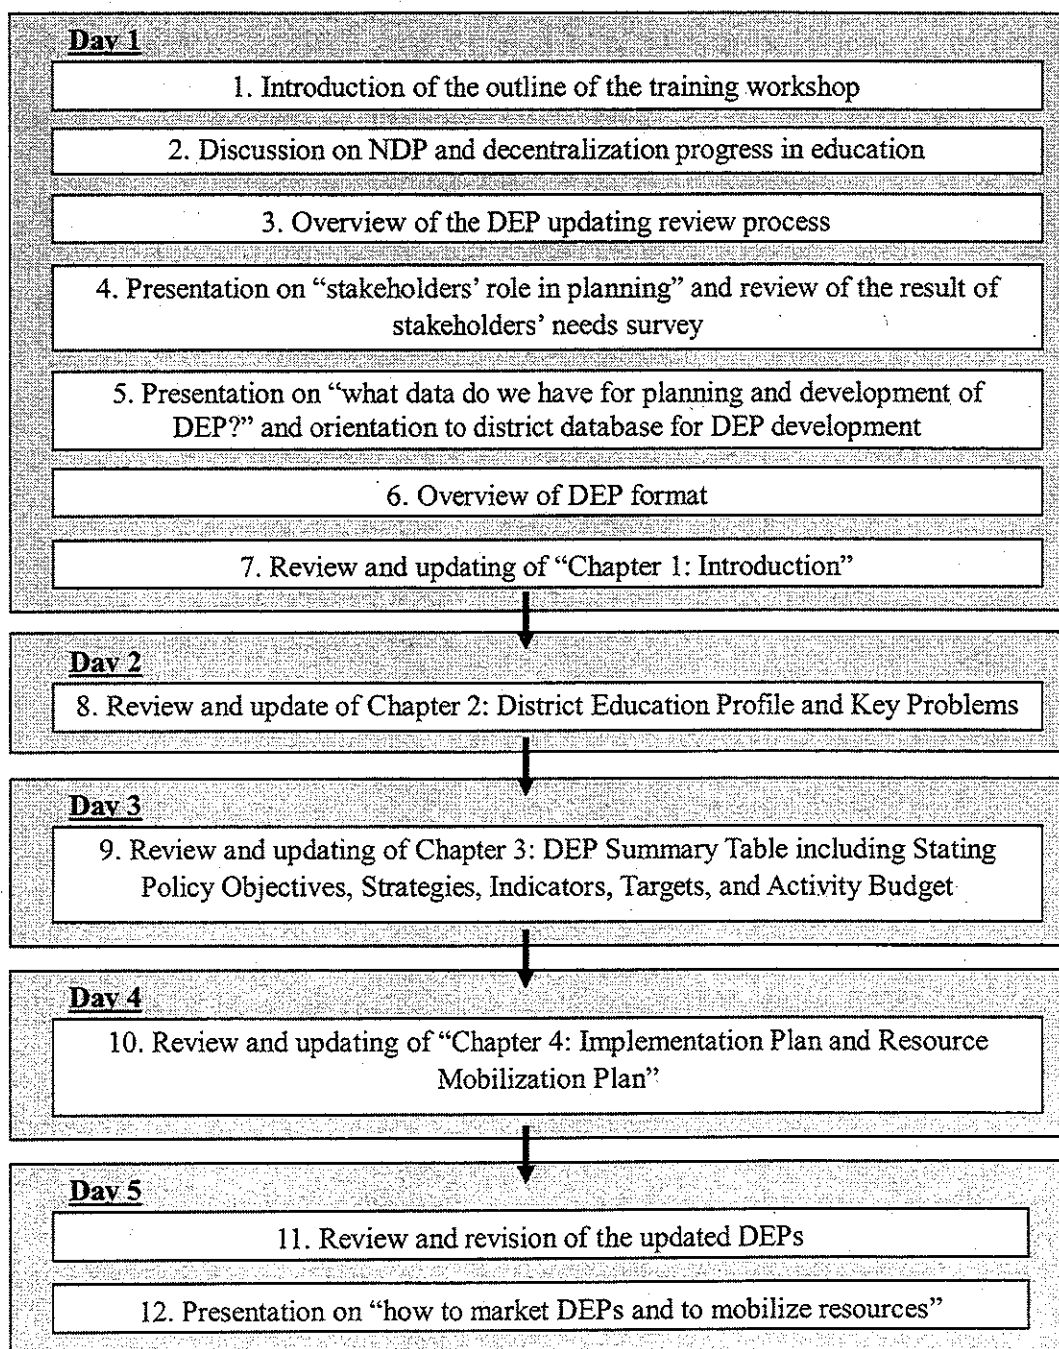 Day 1
1. Introduction of the outline of the training workshop
2. Discussion on NDP and decentralization progress in education
3. Overview of the DEP updating review process
4. Presentation on “stakeholders’ role in planning” and review of the result of
stakeholders’ needs survey
5. Presentation on “what data do we have for planning and development of
DEP?” and orientation to district database for DEP development
6. Overview of DEP format
7. Review and updating of “Chapter 1: Introduction”
Day 2
8. Review and update of Chapter 2: District Education Profile and Key Problems
Day 3
9. Review and updating of Chapter 3: DEP Summary Table including Stating
Policy Objectives, Strategies, Indicators, Targets, and Activity Budget
Day 4
10. Review and updating of “Chapter 4: Implementation Plan and Resource
Mobilization Plan”
Day 5
11. Review and revision of the updated DEPs
12. Presentation on “how to market DEPs and to mobilize resources”